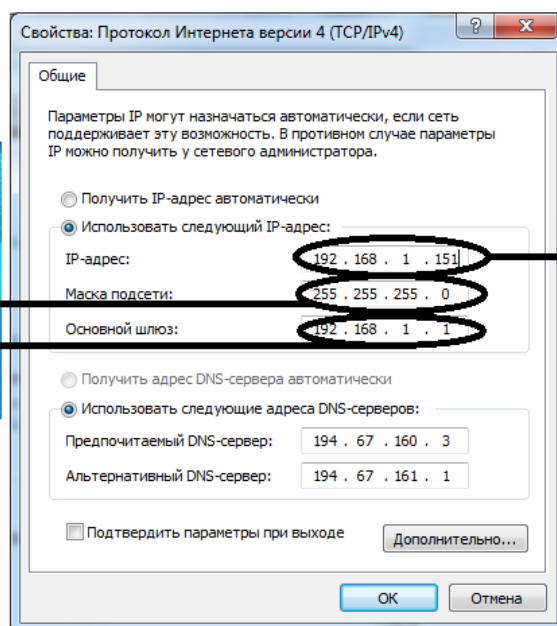 Свойства: Протокол Интернета версии 4 (TCP/IPv4)
Общие
Параметры IP могут назначаться автоматически, если сеть
поддерживает эту возможность. В противном случае параметры
IP можно получить у сетевого администратора.
Получить IP-адрес автоматически
Использовать следующий IP-адрес:
IP-адрес: 192 . 168 . 1 . 151
Маска подсети: 255 . 255 . 255 . 0
Основной шлюз: 192 . 168 . 1 . 1
Получить адрес DNS-сервера автоматически
Использовать следующие адреса DNS-серверов:
Предпочитаемый DNS-сервер: 194 . 67 . 160 . 3
Альтернативный DNS-сервер: 194 . 67 . 161 . 1
Подтвердить параметры при выходе
Дополнительно...
ОК Отмена